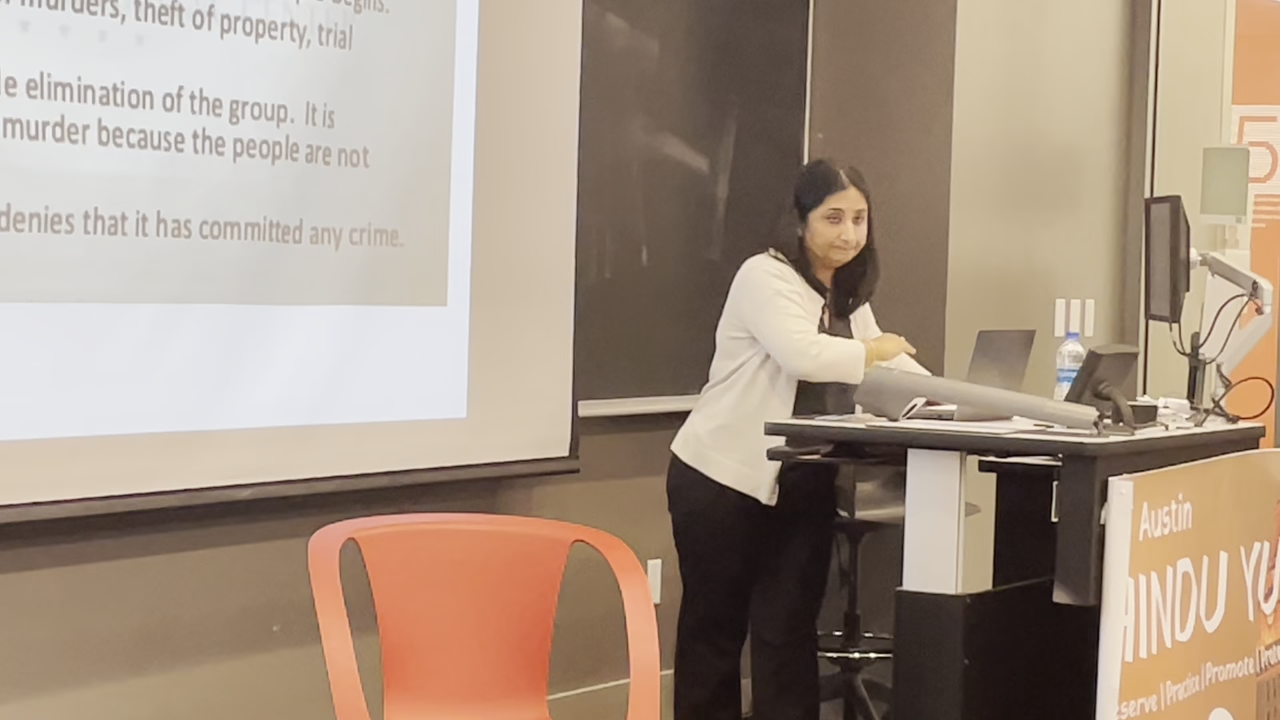 begins.
murders, theft of property, trial
elimination of the group. It is
murder because the people are not
denies that it has committed any crime.
Austin
HINDU YU
Practice | Promote |